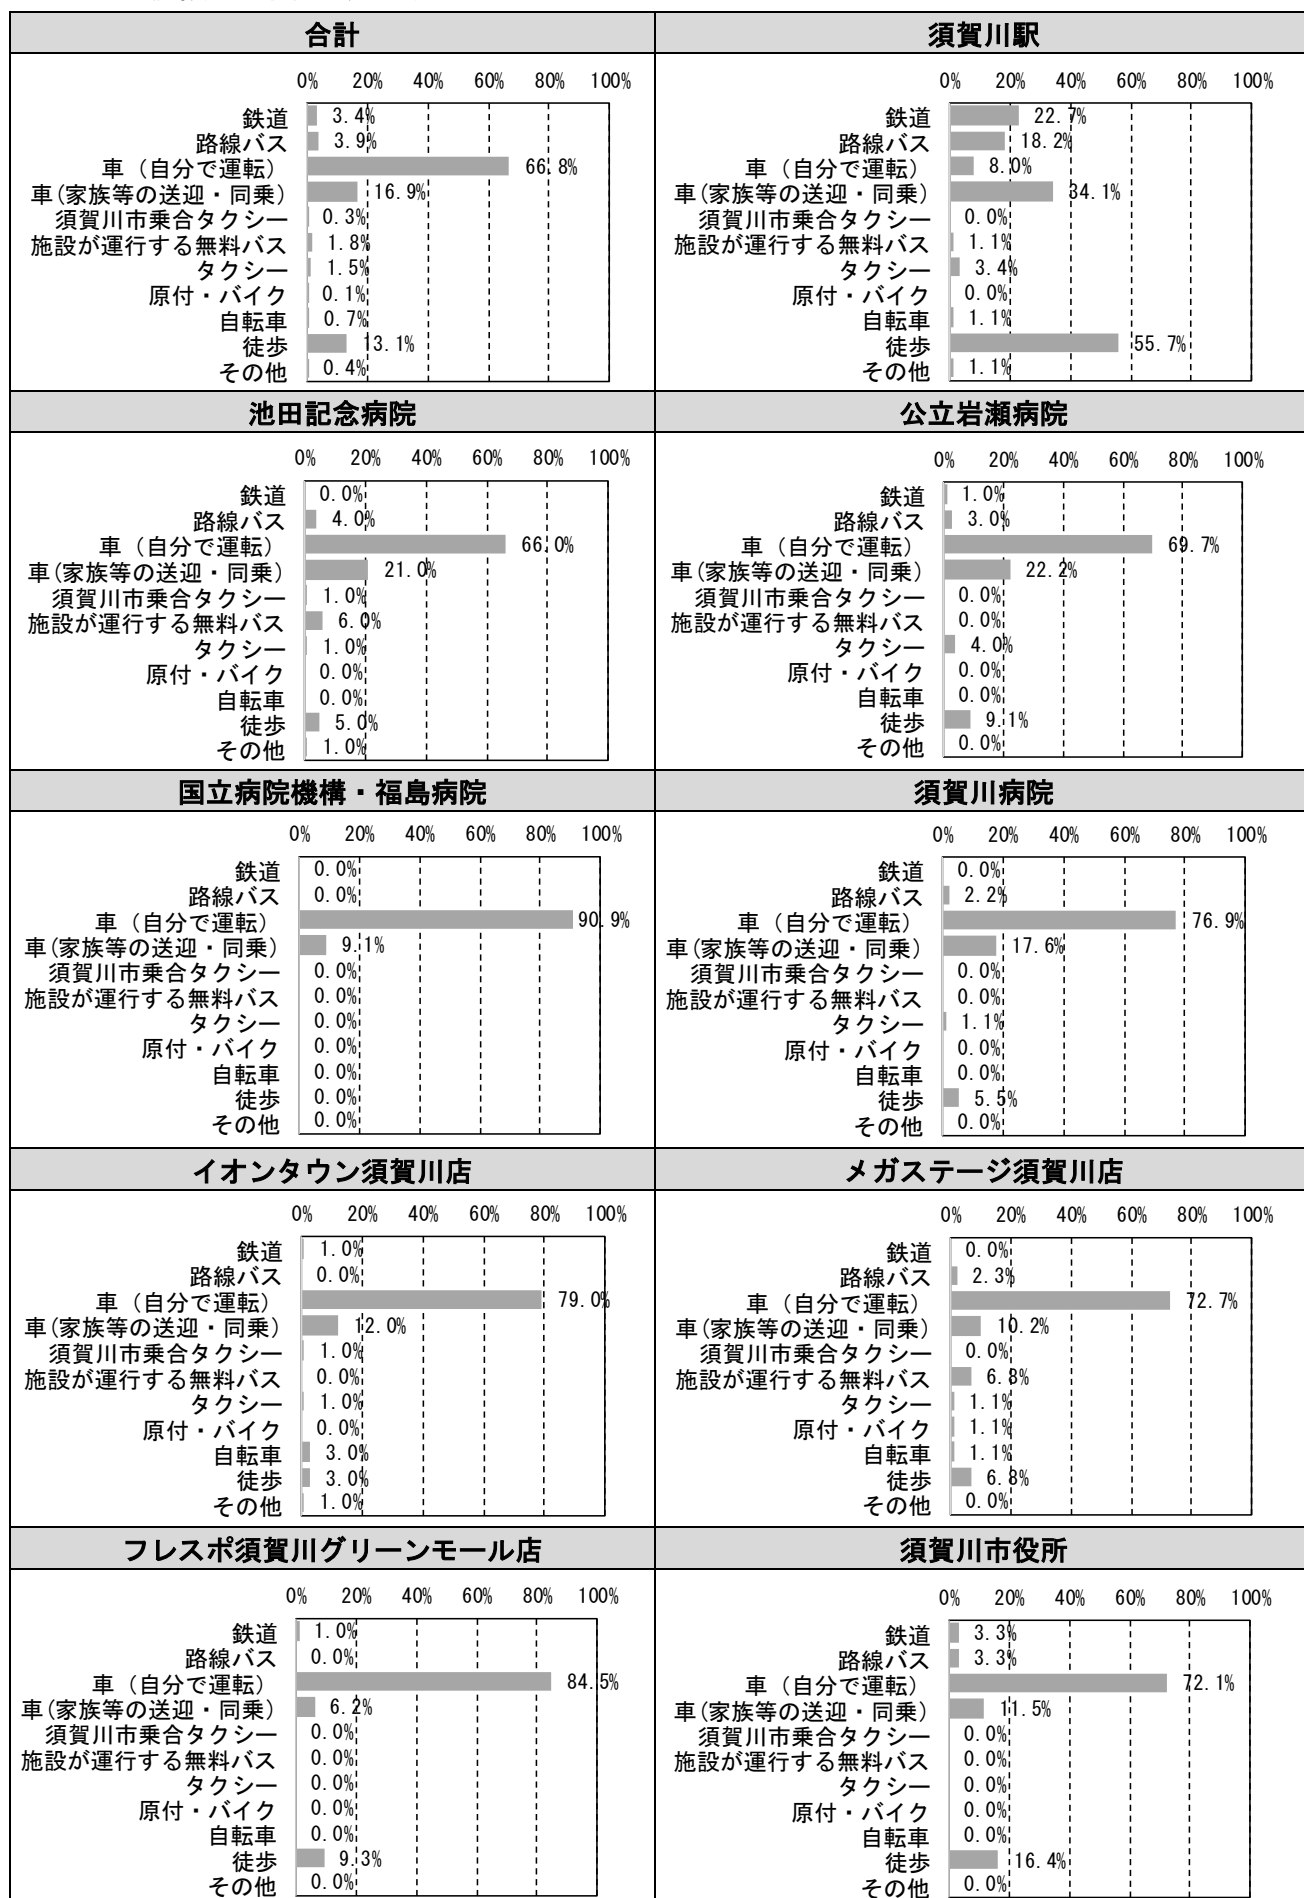 合計
0% 20% 40% 60% 80% 100%
鉄道 3.4%
路線バス 3.9%
車（自分で運転） 66.8%
車(家族等の送迎・同乗) 16.9%
須賀川市乗合タクシー 0.3%
施設が運行する無料バス 1.8%
タクシー 1.5%
原付・バイク 0.1%
自転車 0.7%
徒歩 13.1%
その他 0.4%
須賀川駅
0% 20% 40% 60% 80% 100%
鉄道 22.7%
路線バス 18.2%
車（自分で運転） 8.0%
車(家族等の送迎・同乗) 34.1%
須賀川市乗合タクシー 0.0%
施設が運行する無料バス 1.1%
タクシー 3.4%
原付・バイク 0.0%
自転車 1.1%
徒歩 55.7%
その他 1.1%
池田記念病院
0% 20% 40% 60% 80% 100%
鉄道 0.0%
路線バス 4.0%
車（自分で運転） 66.0%
車(家族等の送迎・同乗) 21.0%
須賀川市乗合タクシー 1.0%
施設が運行する無料バス 6.0%
タクシー 1.0%
原付・バイク 0.0%
自転車 0.0%
徒歩 5.0%
その他 1.0%
公立岩瀬病院
0% 20% 40% 60% 80% 100%
鉄道 1.0%
路線バス 3.0%
車（自分で運転） 69.7%
車(家族等の送迎・同乗) 22.2%
須賀川市乗合タクシー 0.0%
施設が運行する無料バス 0.0%
タクシー 4.0%
原付・バイク 0.0%
自転車 0.0%
徒歩 9.1%
その他 0.0%
国立病院機構・福島病院
0% 20% 40% 60% 80% 100%
鉄道 0.0%
路線バス 0.0%
車（自分で運転） 90.9%
車(家族等の送迎・同乗) 9.1%
須賀川市乗合タクシー 0.0%
施設が運行する無料バス 0.0%
タクシー 0.0%
原付・バイク 0.0%
自転車 0.0%
徒歩 0.0%
その他 0.0%
須賀川病院
0% 20% 40% 60% 80% 100%
鉄道 0.0%
路線バス 2.2%
車（自分で運転） 76.9%
車(家族等の送迎・同乗) 17.6%
須賀川市乗合タクシー 0.0%
施設が運行する無料バス 0.0%
タクシー 1.1%
原付・バイク 0.0%
自転車 0.0%
徒歩 5.5%
その他 0.0%
イオンタウン須賀川店
0% 20% 40% 60% 80% 100%
鉄道 1.0%
路線バス 0.0%
車（自分で運転） 79.0%
車(家族等の送迎・同乗) 12.0%
須賀川市乗合タクシー 1.0%
施設が運行する無料バス 0.0%
タクシー 1.0%
原付・バイク 0.0%
自転車 3.0%
徒歩 3.0%
その他 1.0%
メガステージ須賀川店
0% 20% 40% 60% 80% 100%
鉄道 0.0%
路線バス 2.3%
車（自分で運転） 72.7%
車(家族等の送迎・同乗) 10.2%
須賀川市乗合タクシー 0.0%
施設が運行する無料バス 6.8%
タクシー 1.1%
原付・バイク 1.1%
自転車 1.1%
徒歩 6.8%
その他 0.0%
フレスポ須賀川グリーンモール店
0% 20% 40% 60% 80% 100%
鉄道 1.0%
路線バス 0.0%
車（自分で運転） 84.5%
車(家族等の送迎・同乗) 6.2%
須賀川市乗合タクシー 0.0%
施設が運行する無料バス 0.0%
タクシー 0.0%
原付・バイク 0.0%
自転車 0.0%
徒歩 9.3%
その他 0.0%
須賀川市役所
0% 20% 40% 60% 80% 100%
鉄道 3.3%
路線バス 3.3%
車（自分で運転） 72.1%
車(家族等の送迎・同乗) 11.5%
須賀川市乗合タクシー 0.0%
施設が運行する無料バス 0.0%
タクシー 0.0%
原付・バイク 0.0%
自転車 0.0%
徒歩 16.4%
その他 0.0%